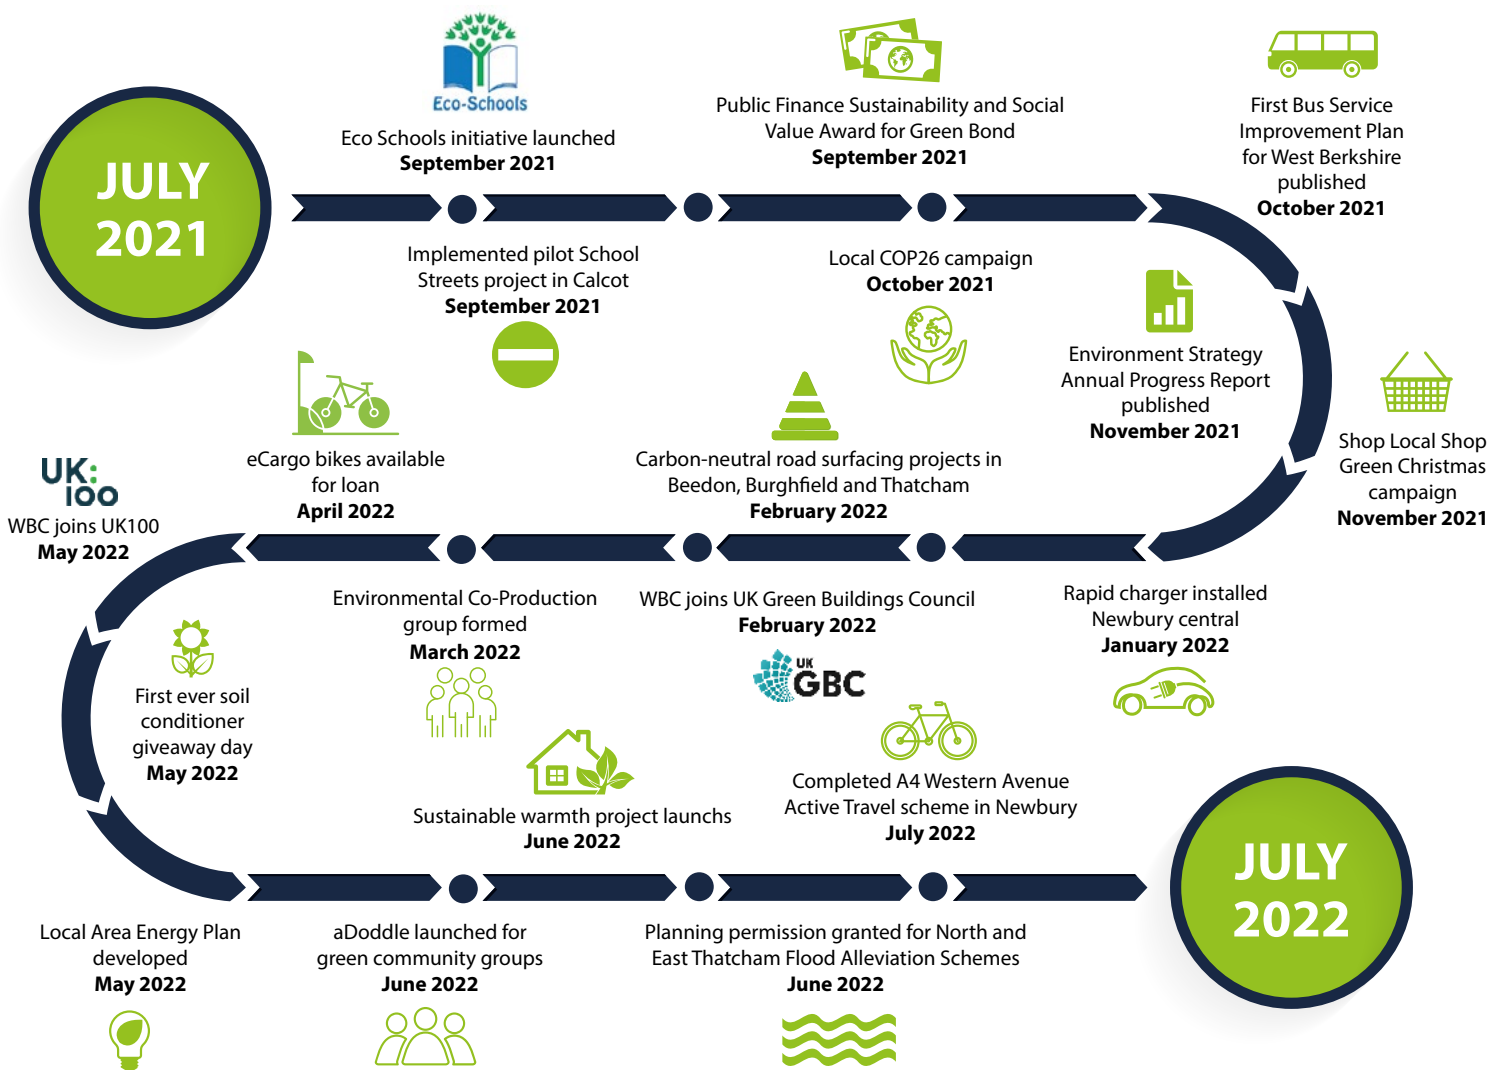 JULY
2021
Eco-Schools
Eco Schools initiative launched
September 2021
Implemented pilot School
Streets project in Calcot
September 2021
Public Finance Sustainability and Social
Value Award for Green Bond
September 2021
Local COP26 campaign
October 2021
First Bus Service
Improvement Plan
for West Berkshire
published
October 2021
Environment Strategy
Annual Progress Report
published
November 2021
Shop Local Shop
Green Christmas
campaign
November 2021
Rapid charger installed
Newbury central
January 2022
Carbon-neutral road surfacing projects in
Beedon, Burghfield and Thatcham
February 2022
WBC joins UK Green Buildings Council
February 2022
UK
GBC
Environmental Co-Production
group formed
March 2022
eCargo bikes available
for loan
April 2022
UK:
100
WBC joins UK100
May 2022
First ever soil
conditioner
giveaway day
May 2022
Local Area Energy Plan
developed
May 2022
Sustainable warmth project launchs
June 2022
aDoddle launched for
green community groups
June 2022
Planning permission granted for North and
East Thatcham Flood Alleviation Schemes
June 2022
Completed A4 Western Avenue
Active Travel scheme in Newbury
July 2022
JULY
2022